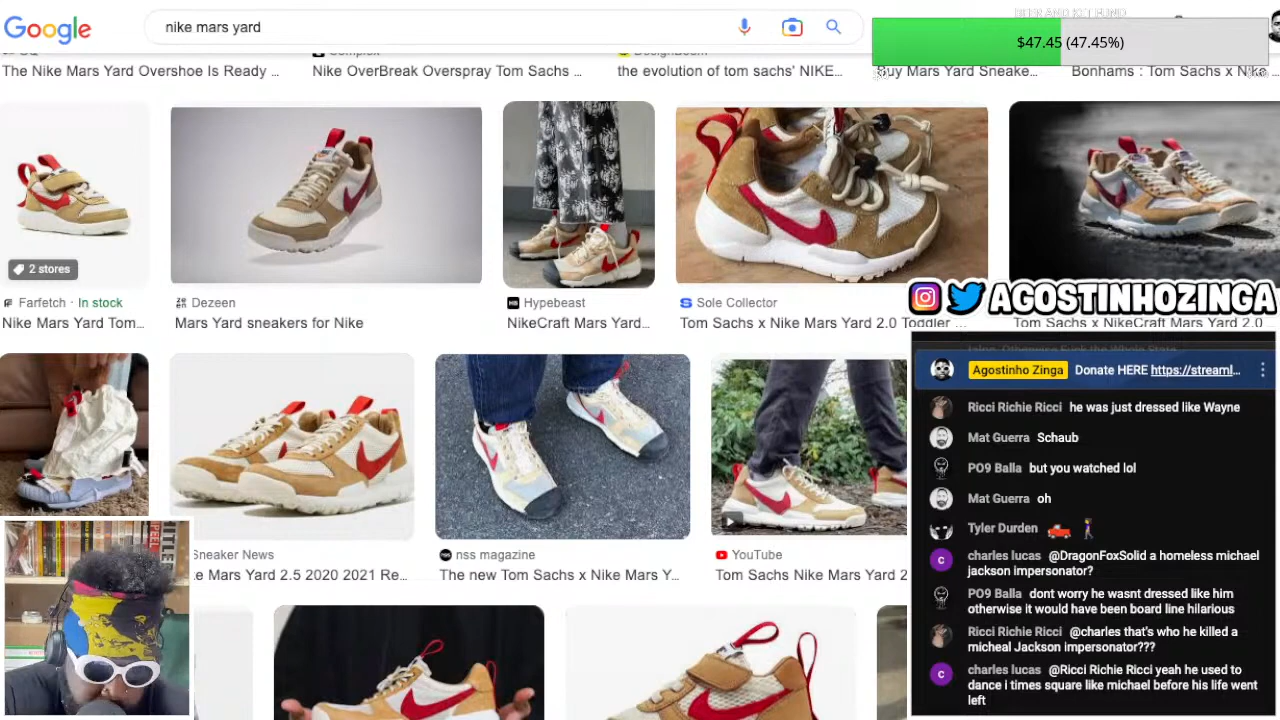 Google
nike mars yard
$47.45 (47.45%)
The Nike Mars Yard Overshoe Is Ready ...
Nike OverBreak Overspray Tom Sachs ...
the evolution of tom sachs' NIKE...
Buy Mars Yard Sneake...
Bonhams : Tom Sachs x Nike
2 stores
Farfetch · In stock
Nike Mars Yard Tom...
Dezeen
Mars Yard sneakers for Nike
Hypebeast
NikeCraft Mars Yard...
Sole Collector
Tom Sachs x Nike Mars Yard 2.0 Toddler ...
Tom Sachs x NikeCraft Mars Yard 2.0
AGOSTINHOZINGA
Sneaker News
e Mars Yard 2.5 2020 2021 Re...
nss magazine
The new Tom Sachs x Nike Mars Y...
YouTube
Tom Sachs Nike Mars Yard 2
Agostinho Zinga Donate HERE https://streaml...
Ricci Richie Ricci he was just dressed like Wayne
Mat Guerra Schaub
PO9 Balla but you watched lol
Mat Guerra oh
Tyler Durden
charles lucas @DragonFoxSolid a homeless michael
jackson impersonator?
PO9 Balla dont worry he wasnt dressed like him
otherwise it would have been board line hilarious
Ricci Richie Ricci @charles that's who he killed a
micheal Jackson impersonator???
charles lucas @Ricci Richie Ricci yeah he used to
dance i times square like michael before his life went
left